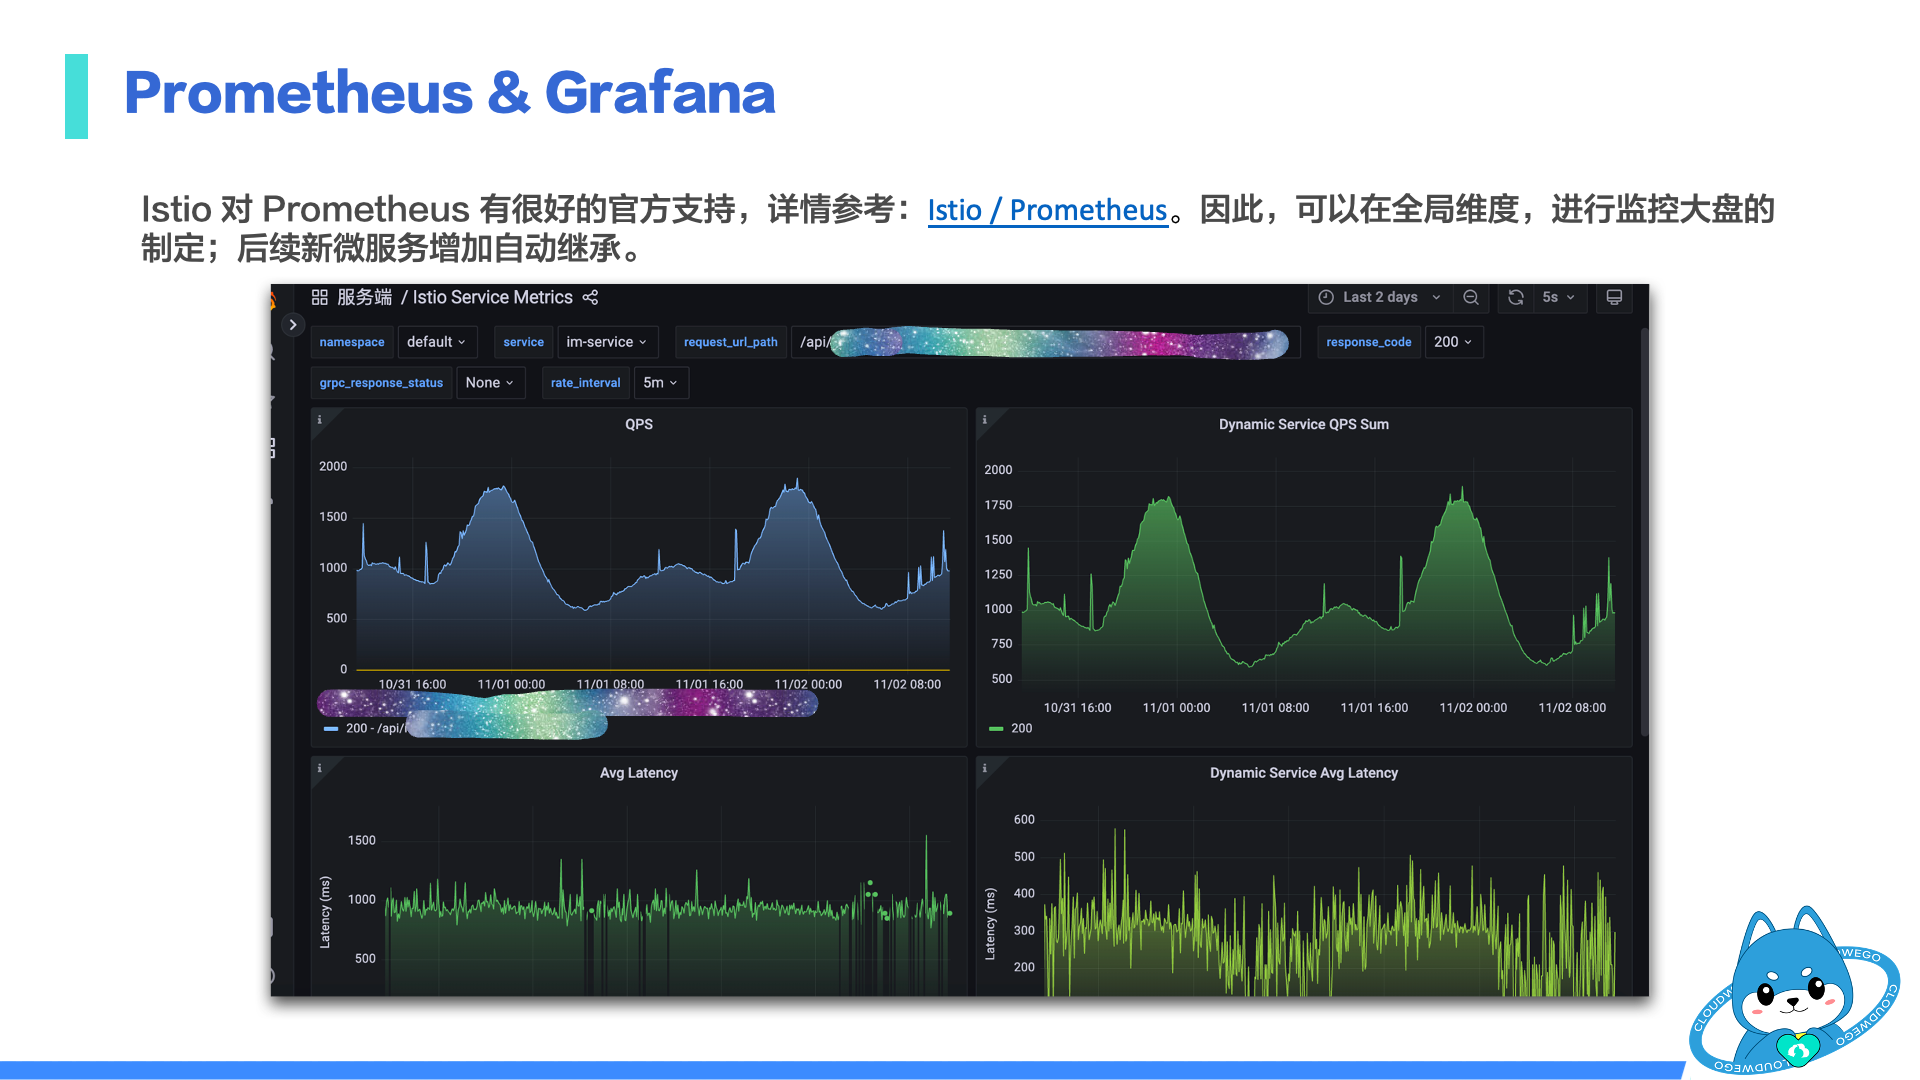 Prometheus & Grafana
Istio 对 Prometheus 有很好的官方支持，详情参考：Istio / Prometheus。因此，可以在全局维度，进行监控大盘的
制定；后续新微服务增加自动继承。
服务端 / Istio Service Metrics
Last 2 days
5s
namespace default service im-service request_url_path /api/ response_code 200
grpc_response_status None rate_interval 5m
QPS
2000
1500
1000
500
0
10/31 16:00 11/01 00:00 11/01 08:00 11/01 16:00 11/02 00:00 11/02 08:00
200 - /api/
Dynamic Service QPS Sum
2000
1750
1500
1250
1000
750
500
10/31 16:00 11/01 00:00 11/01 08:00 11/01 16:00 11/02 00:00 11/02 08:00
200
Avg Latency
Latency (ms)
1500
1000
500
Dynamic Service Avg Latency
Latency (ms)
600
500
400
300
200
CLOUDWEGO
CLOUDWEGO